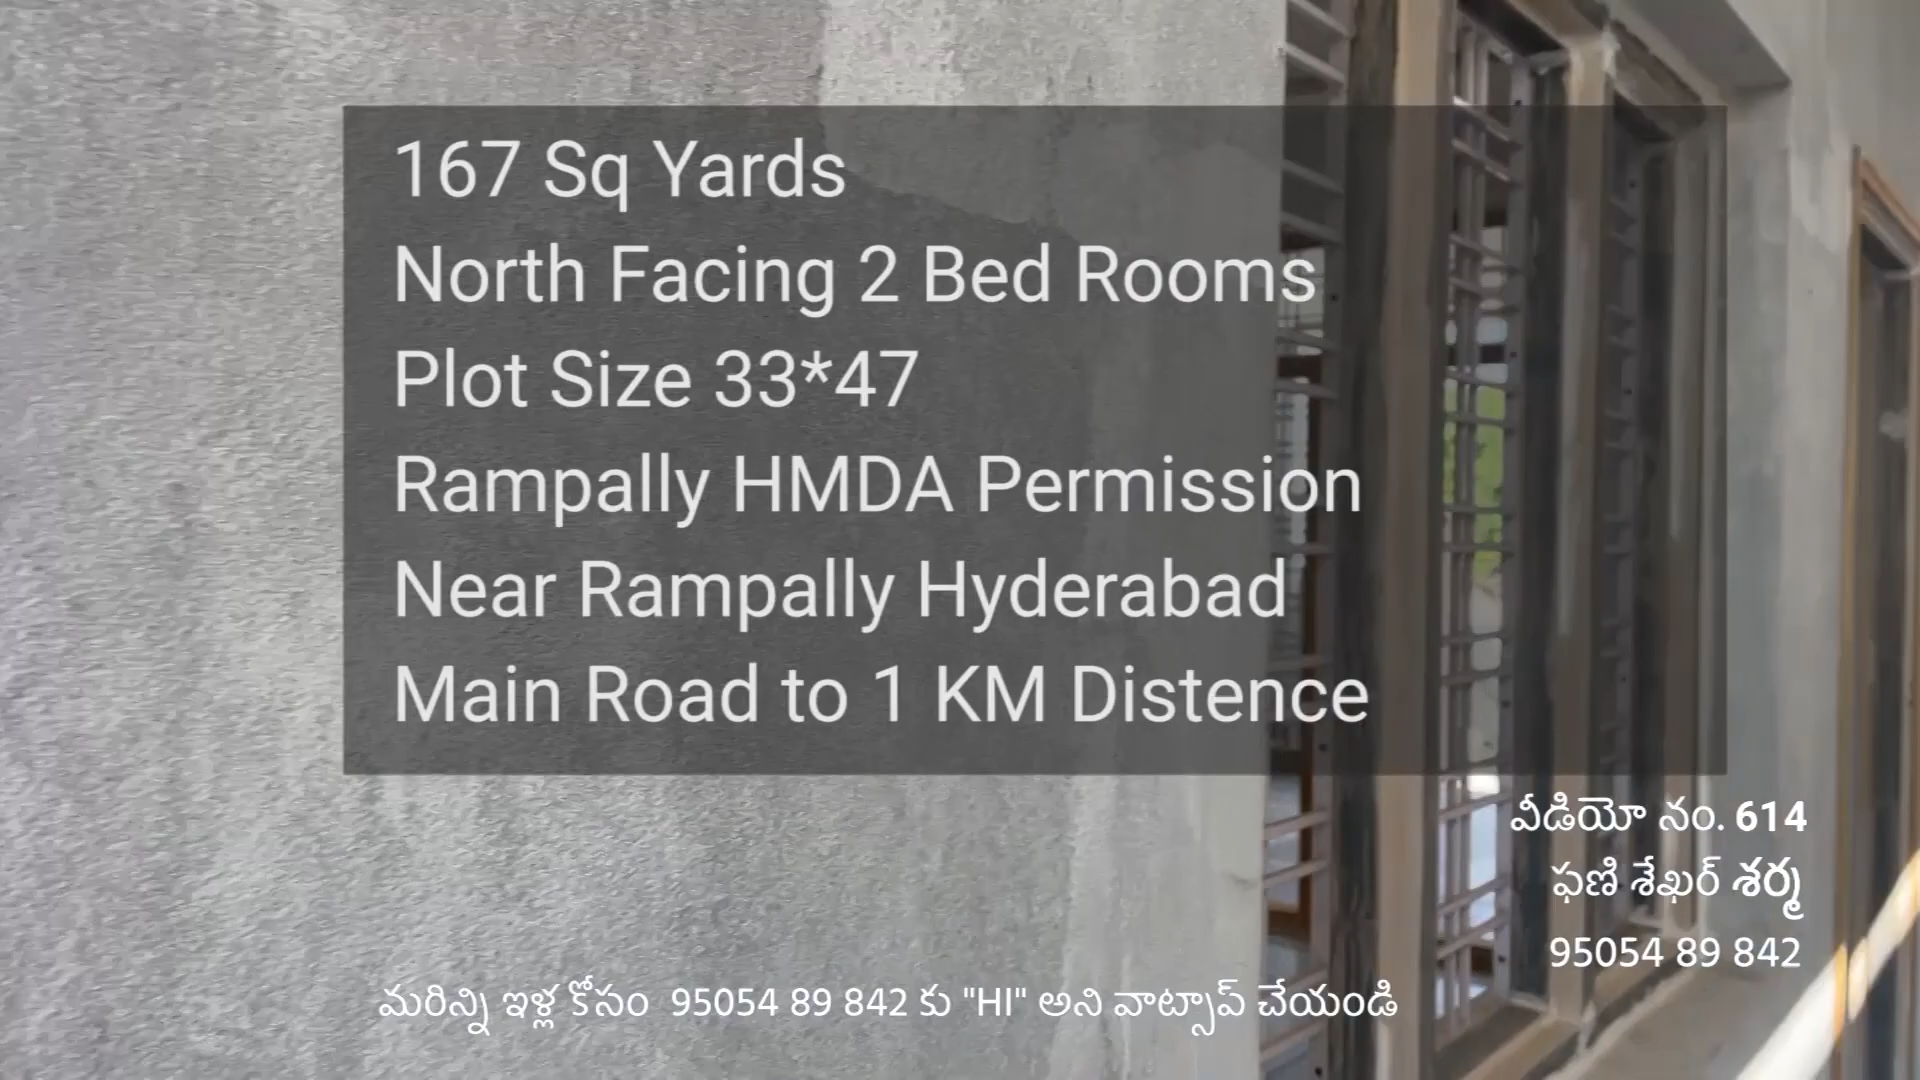 167 Sq Yards
North Facing 2 Bed Rooms
Plot Size 33*47
Rampally HMDA Permission
Near Rampally Hyderabad
Main Road to 1 KM Distence
వీడియో నం. 614
ఫణి శేఖర్ శర్మ
95054 89 842
మరిన్ని ఇళ్ల కోసం 95054 89 842 కు "HI" అని వాట్సాప్ చేయండి